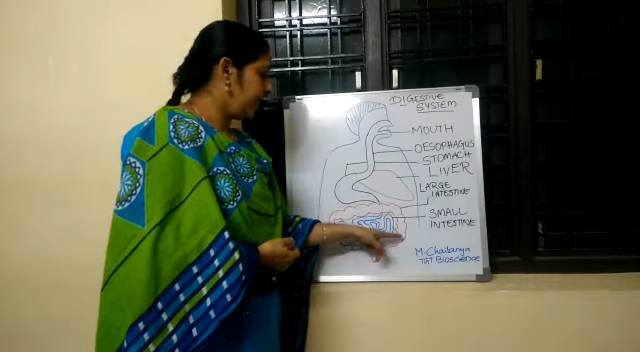 DIGESTIVE
SYSTEM
MOUTH
OESOPHAGUS
STOMACH
LIVER
LARGE
INTESTINE
SMALL
INTESTINE
M. Chaitanya
TGT Bioscience